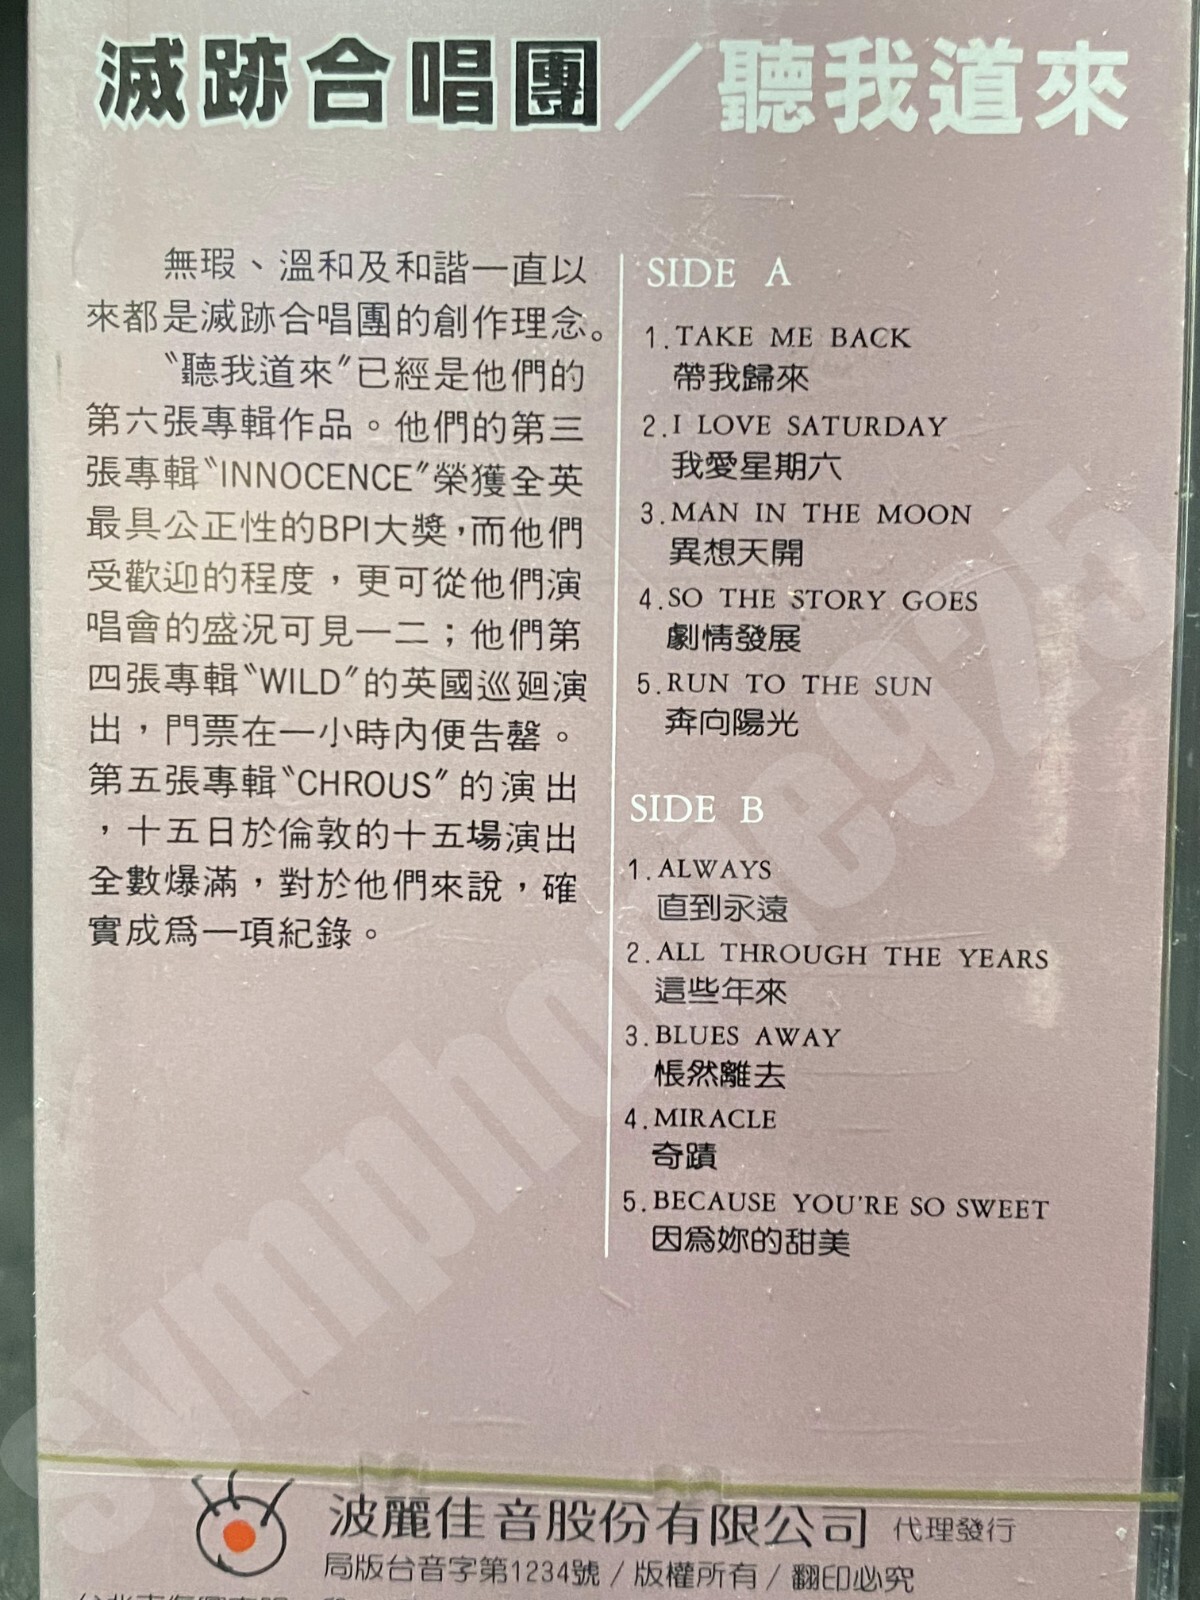 滅跡合唱團／聽我道來
無瑕、溫和及和諧一直以
來都是滅跡合唱團的創作理念。
〝聽我道來〞已經是他們的
第六張專輯作品。他們的第三
張專輯〝INNOCENCE〞榮獲全英
最具公正性的BPI大獎，而他們
受歡迎的程度，更可從他們演
唱會的盛況可見一二；他們第
四張專輯〝WILD〞的英國巡迴演
出，門票在一小時內便告罄。
第五張專輯〝CHROUS〞的演出
，十五日於倫敦的十五場演出
全數爆滿，對於他們來說，確
實成爲一項紀錄。
SIDE A
1. TAKE ME BACK
帶我歸來
2. I LOVE SATURDAY
我愛星期六
3. MAN IN THE MOON
異想天開
4. SO THE STORY GOES
劇情發展
5. RUN TO THE SUN
奔向陽光
SIDE B
1. ALWAYS
直到永遠
2. ALL THROUGH THE YEARS
這些年來
3. BLUES AWAY
悵然離去
4. MIRACLE
奇蹟
5. BECAUSE YOU'RE SO SWEET
因爲妳的甜美
symphonie975
波麗佳音股份有限公司 代理發行
局版台音字第1234號／版權所有／翻印必究